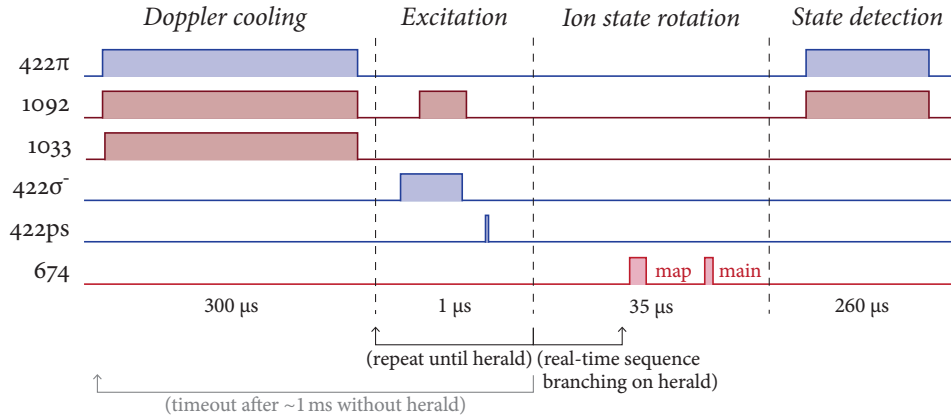 Doppler cooling Excitation Ion state rotation State detection
422π
1092
1033
422σ⁻
422ps
674 map main
300 μs 1 μs 35 μs 260 μs
(repeat until herald) (real-time sequence
branching on herald)
(timeout after ~1 ms without herald)